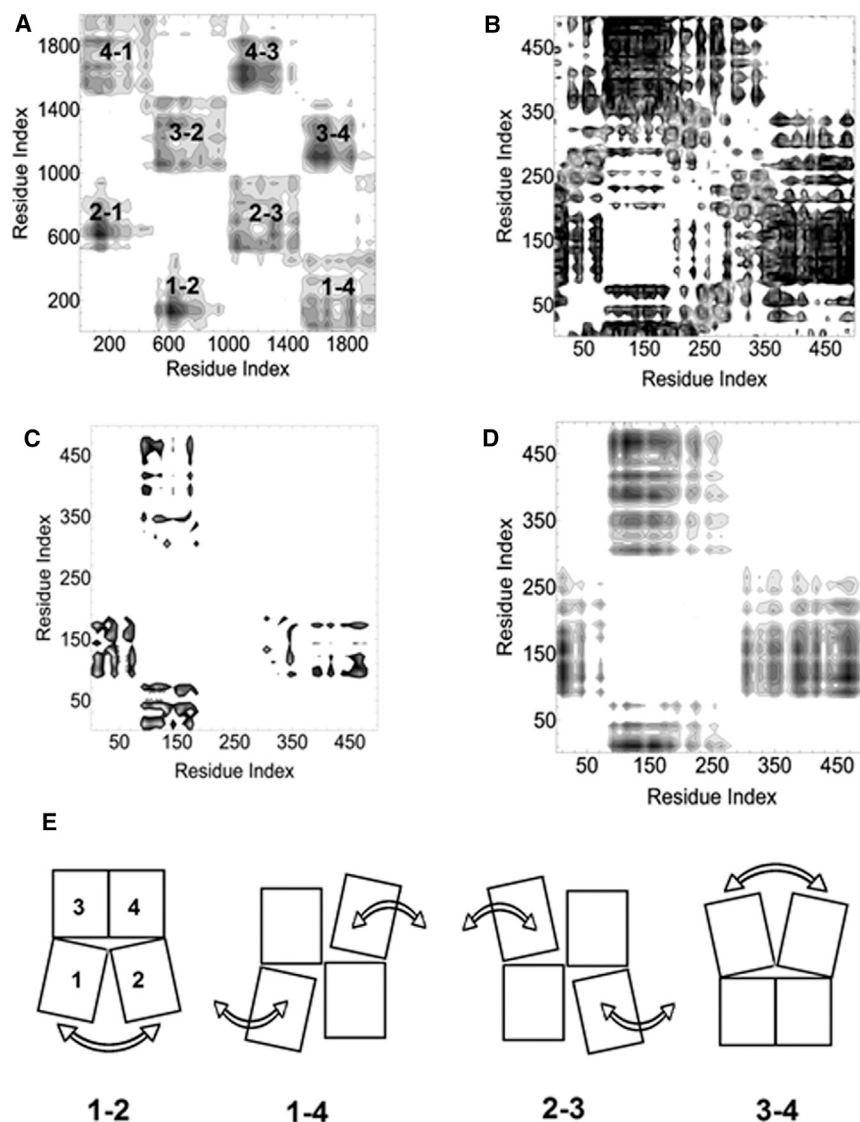 A
1800
1400
1000
600
200
Residue Index
4-1
4-3
3-2
3-4
2-1
2-3
1-2
1-4
200 600 1000 1400 1800
Residue Index
B
450
350
250
150
50
Residue Index
50 150 250 350 450
Residue Index
C
450
350
250
150
50
Residue Index
50 150 250 350 450
Residue Index
D
450
350
250
150
50
Residue Index
50 150 250 350 450
Residue Index
E
3 4
1 2
1-2 1-4 2-3 3-4